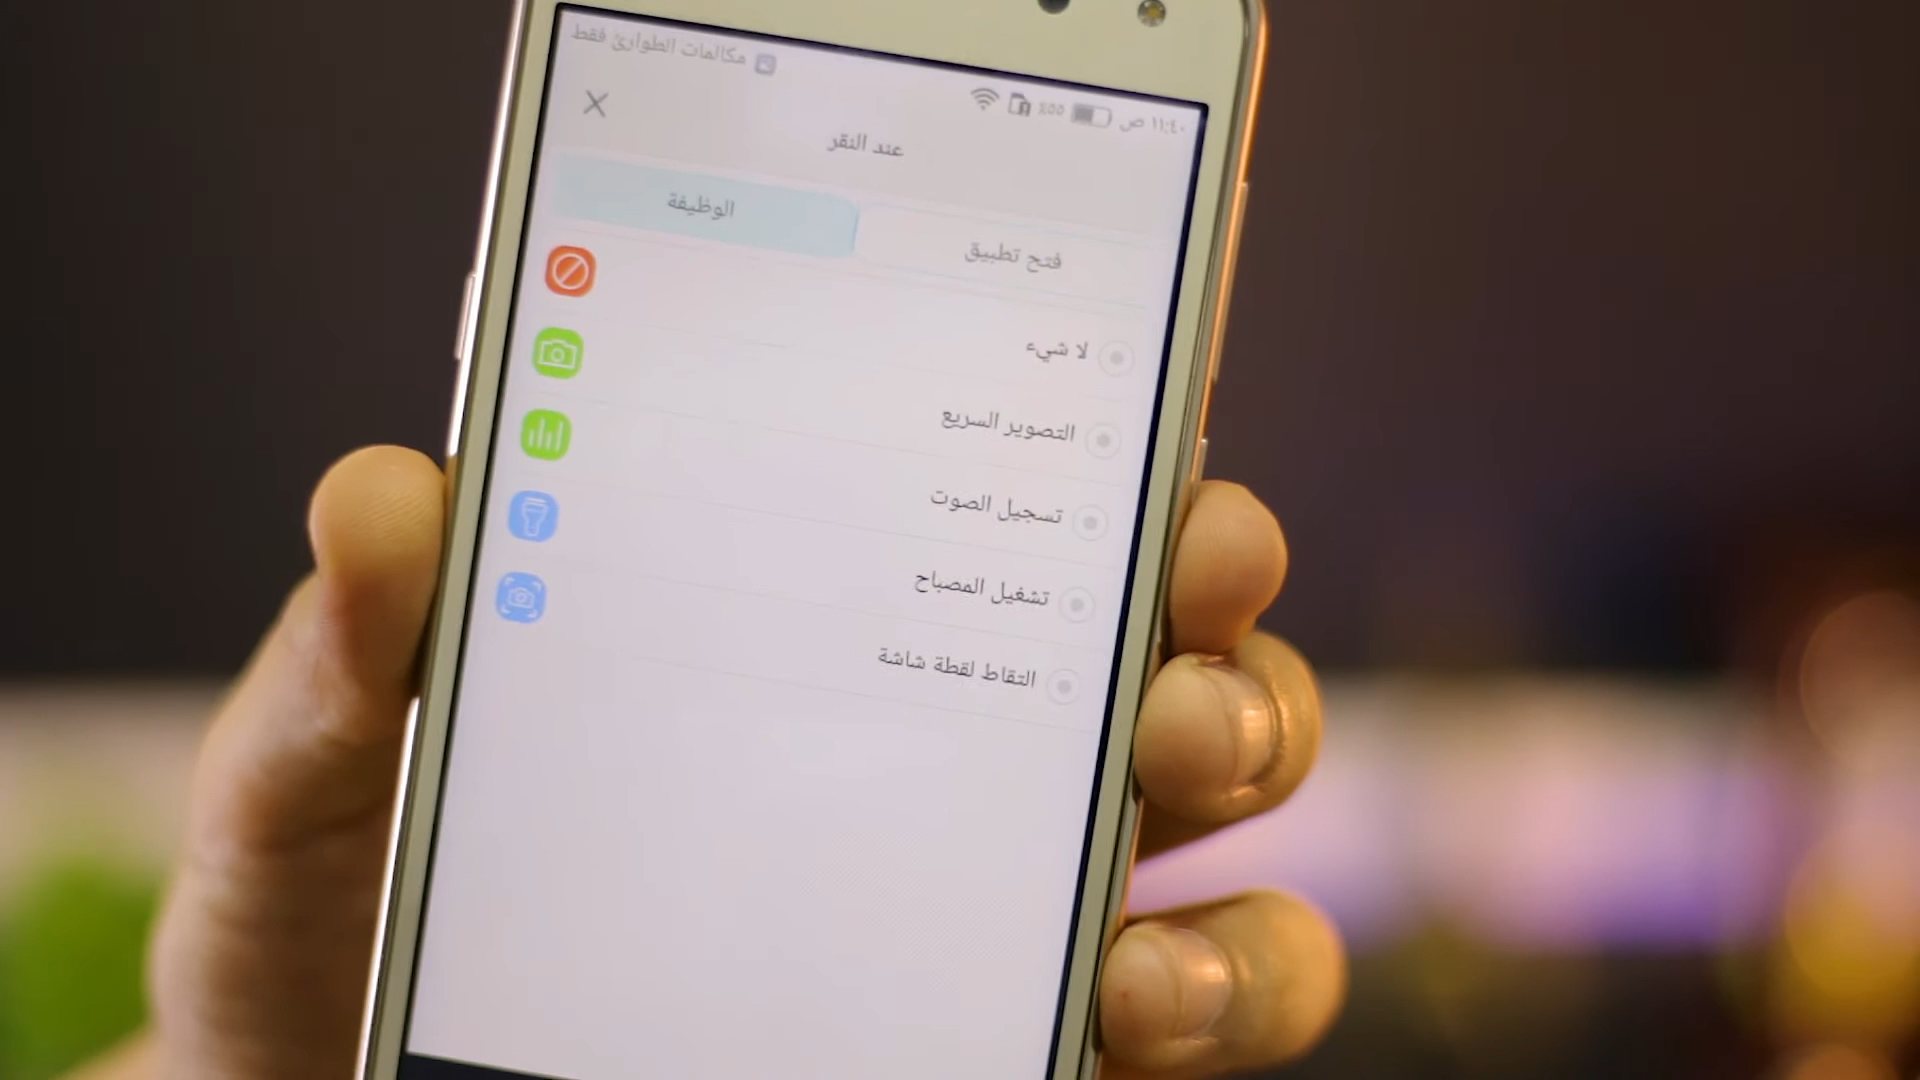 مكالمات الطوارئ فقط
٪٥٥ ١١:٤٠ ص
عند النقر
فتح تطبيق
الوظيفة
لا شيء
التصوير السريع
تسجيل الصوت
تشغيل المصباح
التقاط لقطة شاشة